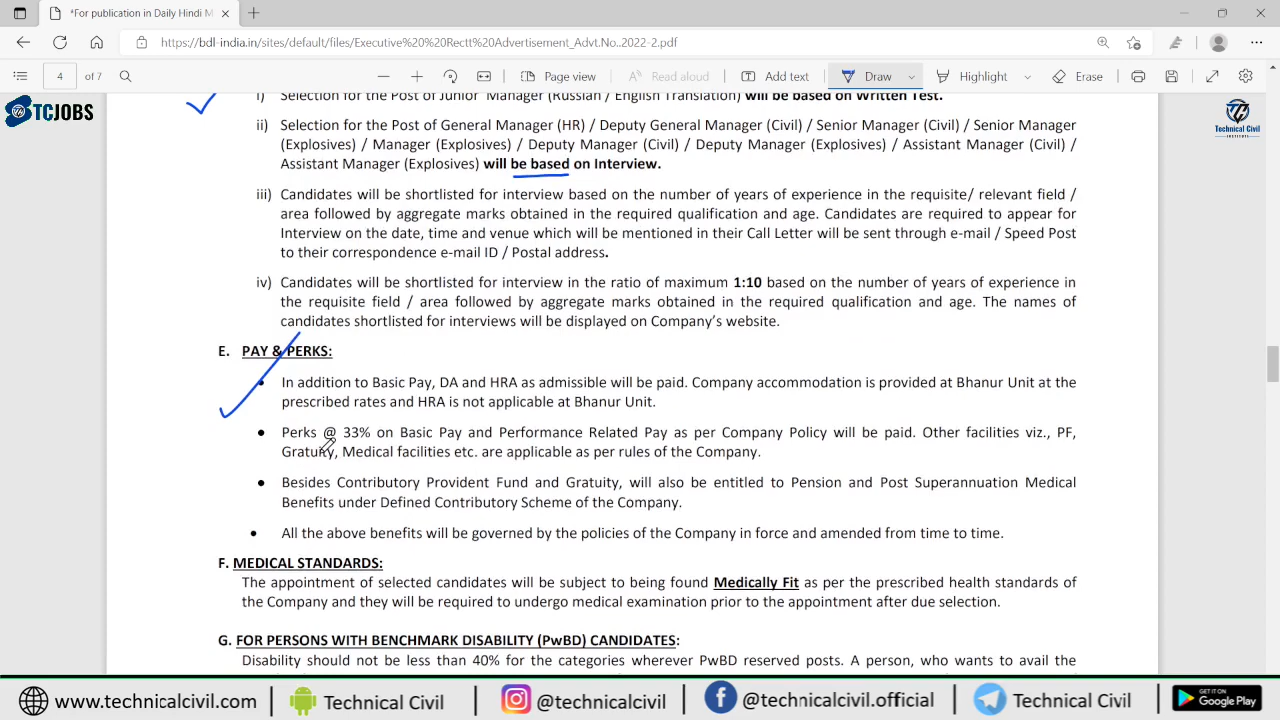 *For publication in Daily Hindi M
https://bdl-india.in/sites/default/files/Executive%20%20Rectt%20Advertisement_Advt.No..2022-2.pdf
4 of 7
Page view
Read aloud
Add text
Draw
Highlight
Erase
STCJOBS
Technical Civil
INSTITUTE
i) Selection for the Post of Junior Manager (Russian / English Translation) will be based on Written Test.
ii) Selection for the Post of General Manager (HR) / Deputy General Manager (Civil) / Senior Manager (Civil) / Senior Manager
(Explosives) / Manager (Explosives) / Deputy Manager (Civil) / Deputy Manager (Explosives) / Assistant Manager (Civil) /
Assistant Manager (Explosives) will be based on Interview.
iii) Candidates will be shortlisted for interview based on the number of years of experience in the requisite/ relevant field /
area followed by aggregate marks obtained in the required qualification and age. Candidates are required to appear for
Interview on the date, time and venue which will be mentioned in their Call Letter will be sent through e-mail / Speed Post
to their correspondence e-mail ID / Postal address.
iv) Candidates will be shortlisted for interview in the ratio of maximum 1:10 based on the number of years of experience in
the requisite field / area followed by aggregate marks obtained in the required qualification and age. The names of
candidates shortlisted for interviews will be displayed on Company's website.
E. PAY & PERKS:
• In addition to Basic Pay, DA and HRA as admissible will be paid. Company accommodation is provided at Bhanur Unit at the
prescribed rates and HRA is not applicable at Bhanur Unit.
• Perks @ 33% on Basic Pay and Performance Related Pay as per Company Policy will be paid. Other facilities viz., PF,
Gratuity, Medical facilities etc. are applicable as per rules of the Company.
• Besides Contributory Provident Fund and Gratuity, will also be entitled to Pension and Post Superannuation Medical
Benefits under Defined Contributory Scheme of the Company.
• All the above benefits will be governed by the policies of the Company in force and amended from time to time.
F. MEDICAL STANDARDS:
The appointment of selected candidates will be subject to being found Medically Fit as per the prescribed health standards of
the Company and they will be required to undergo medical examination prior to the appointment after due selection.
G. FOR PERSONS WITH BENCHMARK DISABILITY (PwBD) CANDIDATES:
Disability should not be less than 40% for the categories wherever PwBD reserved posts. A person, who wants to avail the
www.technicalcivil.com
Technical Civil
@technicalcivil
@technicalcivil.official
Technical Civil
GET IT ON
Google Play